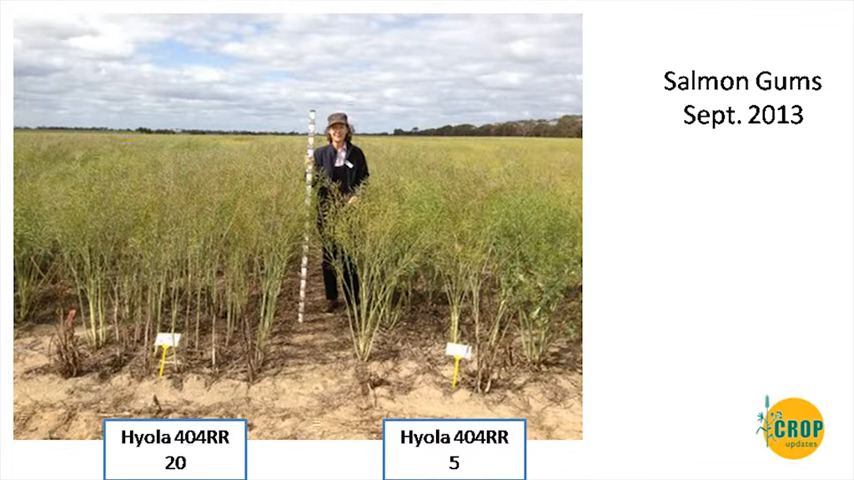 Salmon Gums
Sept. 2013
Hyola 404RR
20
Hyola 404RR
5
CROP
updates